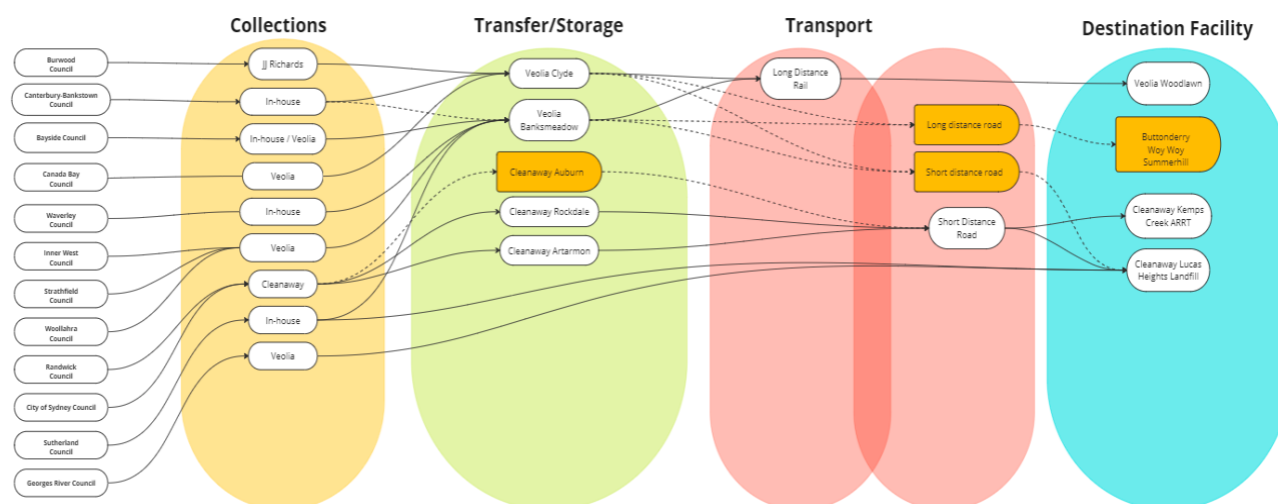 Collections
Transfer/Storage
Transport
Destination Facility
Burwood
Council
Canterbury-Bankstown
Council
Bayside Council
Canada Bay
Council
Waverley
Council
Inner West
Council
Strathfield
Council
Woollahra
Council
Randwick
Council
City of Sydney Council
Sutherland
Council
Georges River Council
JJ Richards
In-house
In-house / Veolia
Veolia
In-house
Veolia
Cleanaway
In-house
Veolia
Veolia Clyde
Veolia
Banksmeadow
Cleanaway Auburn
Cleanaway Rockdale
Cleanaway Artarmon
Long Distance
Rail
Long distance road
Short distance road
Short Distance
Road
Veolia Woodlawn
Buttonderry
Woy Woy
Summerhill
Cleanaway Kemps
Creek ARRT
Cleanaway Lucas
Heights Landfill